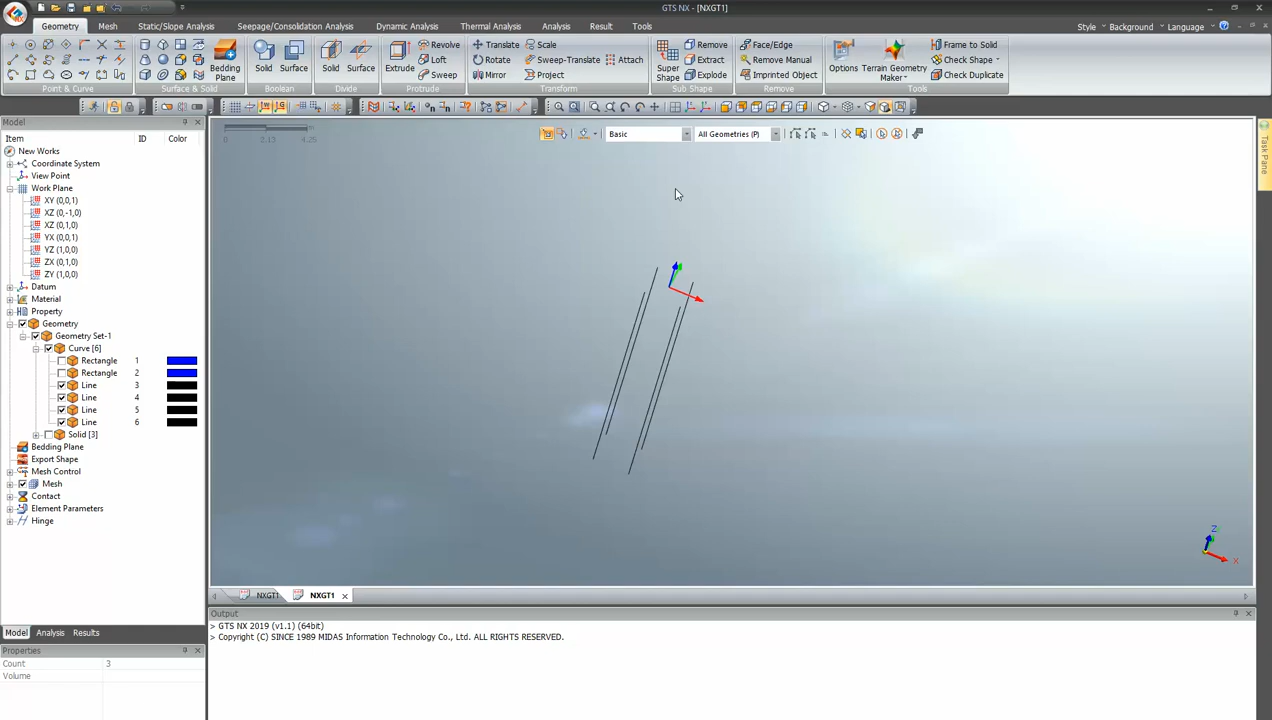 GTS NX - [NXGT1]
Geometry Mesh Static/Slope Analysis Seepage/Consolidation Analysis Dynamic Analysis Thermal Analysis Analysis Result Tools Style Background Language
Revolve
Translate Scale
Remove
Face/Edge
Frame to Solid
Loft
Rotate Sweep-Translate Attach
Extract
Remove Manual
Check Shape
Bedding Plane
Solid Surface
Solid Surface
Extrude
Sweep
Mirror Project
Super Shape
Explode
Imprinted Object
Options
Terrain Geometry Maker
Check Duplicate
Point & Curve
Surface & Solid
Boolean
Divide
Protrude
Transform
Sub Shape
Remove
Tools
Model
Item ID Color
New Works
Coordinate System
View Point
Work Plane
XY (0,0,1)
XZ (0,-1,0)
XZ (0,1,0)
YX (0,0,1)
YZ (1,0,0)
ZX (0,1,0)
ZY (1,0,0)
Datum
Material
Property
Geometry
Geometry Set-1
Curve [6]
Rectangle 1
Rectangle 2
Line 3
Line 4
Line 5
Line 6
Solid [3]
Bedding Plane
Export Shape
Mesh Control
Mesh
Contact
Element Parameters
Hinge
Model Analysis Results
Properties
Count 3
Volume
0 2.15 4.25 m
Basic
All Geometries (P)
Task Pane
Z
X
NXGT1 NXGT1
Output
> GTS NX 2019 (v1.1) (64bit)
> Copyright (C) SINCE 1989 MIDAS Information Technology Co., Ltd. ALL RIGHTS RESERVED.